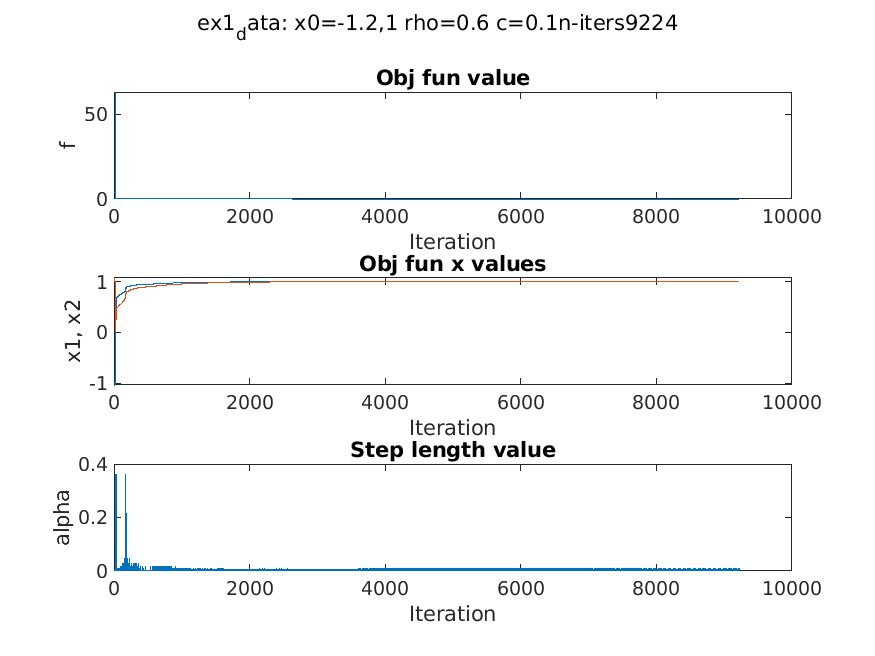 ex1data: x0=-1.2,1 rho=0.6 c=0.1n-iters9224
Obj fun value
50
0
f
0 2000 4000 6000 8000 10000
Iteration
Obj fun x values
1
0
-1
x1, x2
0 2000 4000 6000 8000 10000
Iteration
Step length value
0.4
0.2
0
alpha
0 2000 4000 6000 8000 10000
Iteration